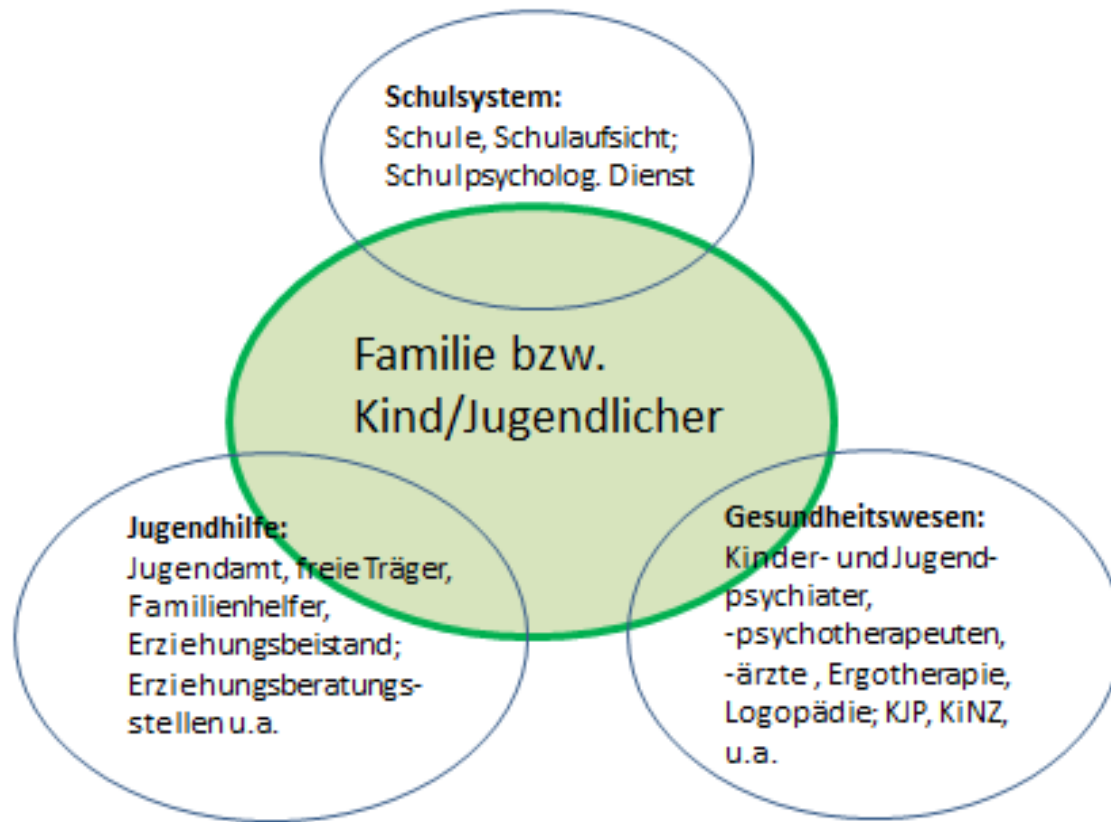 Schulsystem:
Schule, Schulaufsicht;
Schulpsycholog. Dienst
Familie bzw.
Kind/Jugendlicher
Jugendhilfe:
Jugendamt, freie Träger,
Familienhelfer,
Erziehungsbeistand;
Erziehungsberatungs-
stellen u.a.
Gesundheitswesen:
Kinder- und Jugend-
psychiater,
-psychotherapeuten,
-ärzte , Ergotherapie,
Logopädie; KJP, KiNZ,
u.a.